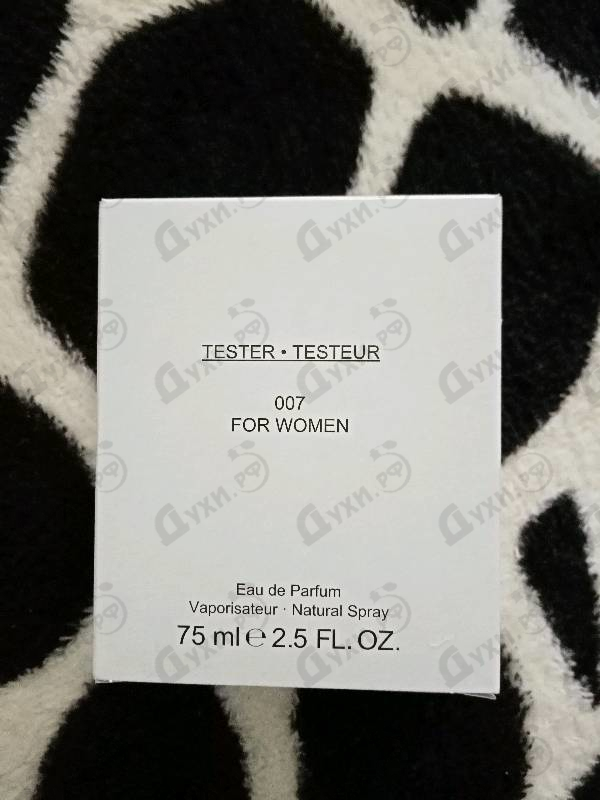 TESTER • TESTEUR
007
FOR WOMEN
Eau de Parfum
Vaporisateur · Natural Spray
75 ml ℮ 2.5 FL. OZ.
Духи.рф